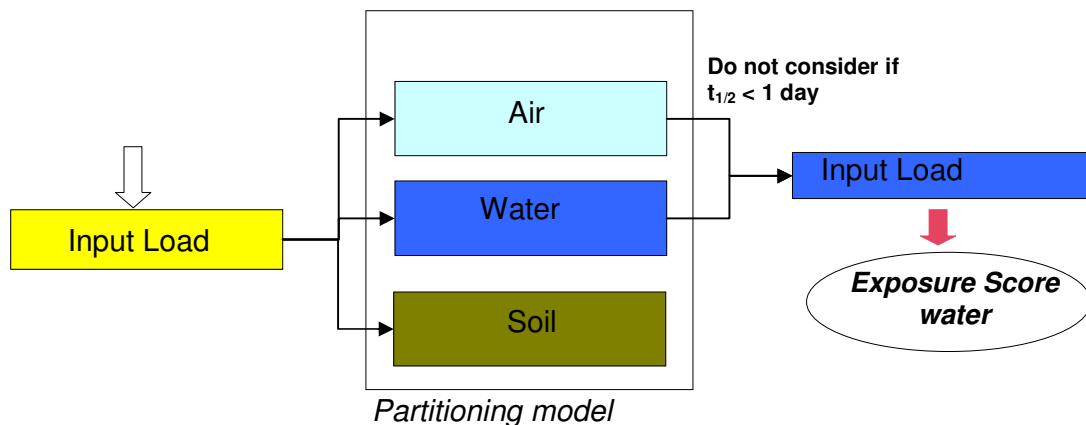 Input Load
Air
Water
Soil
Partitioning model
Do not consider if
t1/2 < 1 day
Input Load
Exposure Score
water